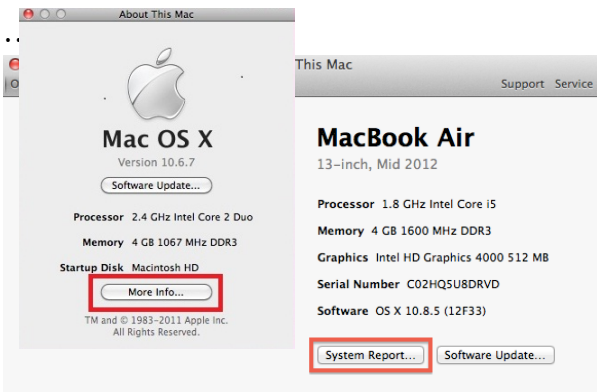 About This Mac
..
Mac OS X
Version 10.6.7
Software Update...
Processor 2.4 GHz Intel Core 2 Duo
Memory 4 GB 1067 MHz DDR3
Startup Disk Macintosh HD
More Info...
TM and © 1983-2011 Apple Inc.
All Rights Reserved.
This Mac
Support Service
MacBook Air
13-inch, Mid 2012
Processor 1.8 GHz Intel Core i5
Memory 4 GB 1600 MHz DDR3
Graphics Intel HD Graphics 4000 512 MB
Serial Number C02HQ5U8DRVD
Software OS X 10.8.5 (12F33)
System Report... Software Update...